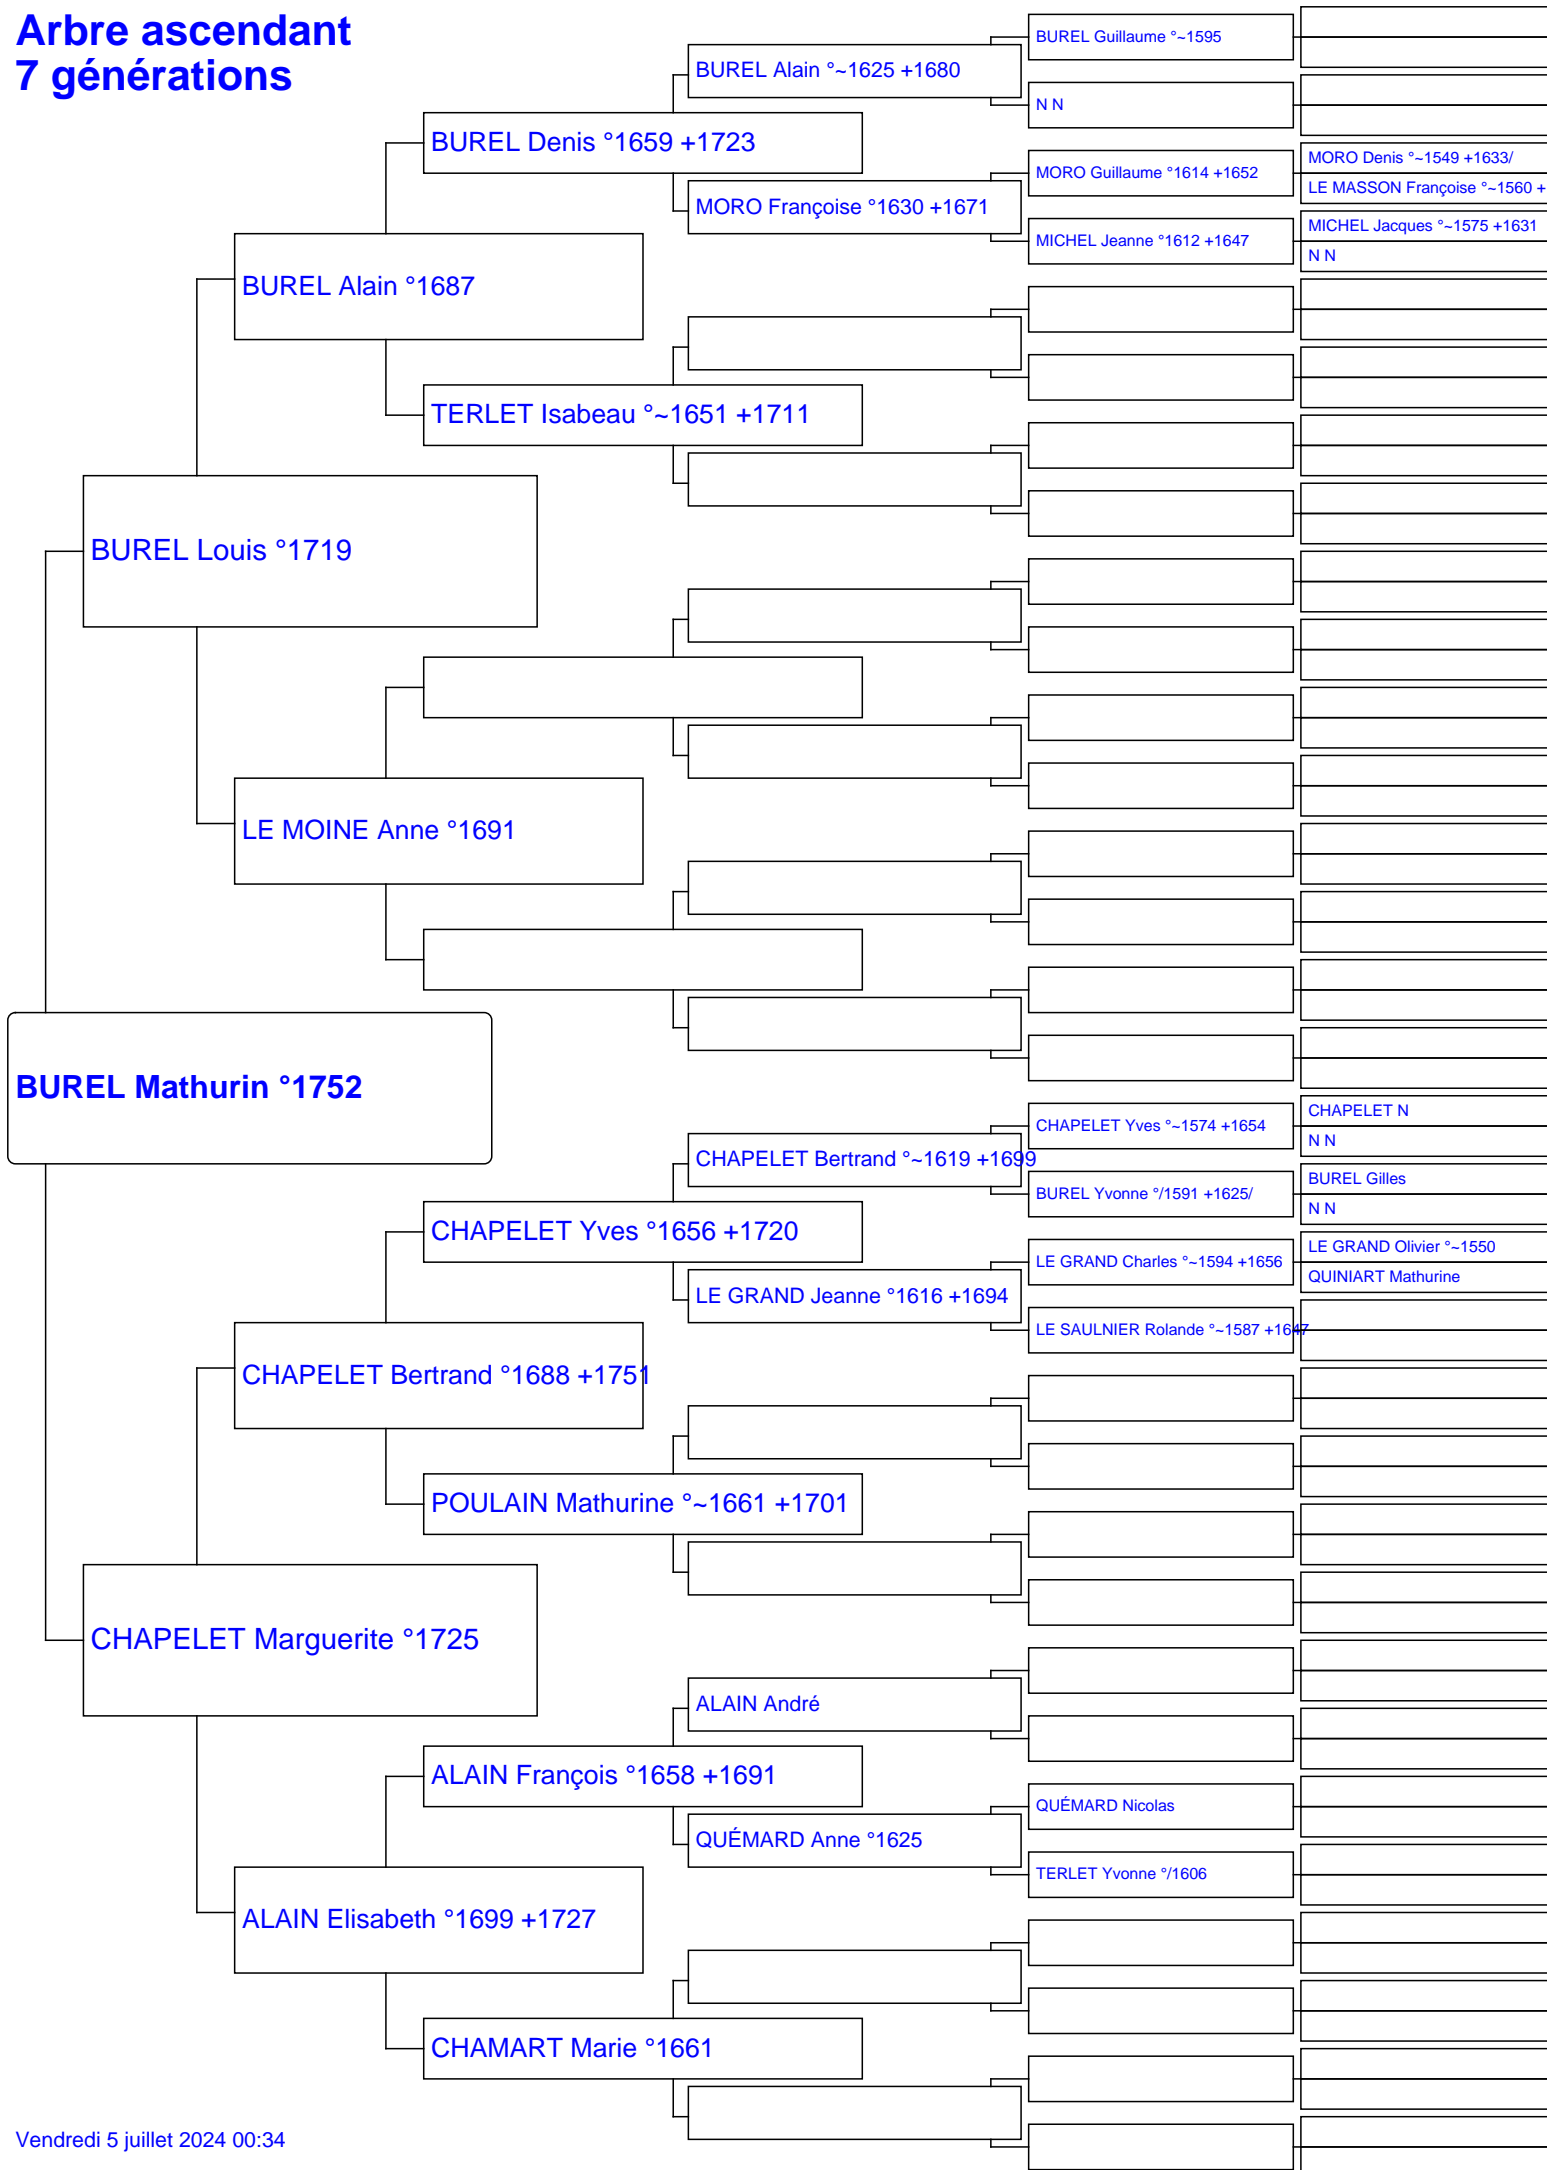 Arbre ascendant
7 générations
BUREL Guillaume °~1595
BUREL Alain °~1625 +1680
N N
BUREL Denis °1659 +1723
MORO Denis °~1549 +1633/
MORO Guillaume °1614 +1652
LE MASSON Françoise °~1560 +
MORO Françoise °1630 +1671
MICHEL Jacques °~1575 +1631
MICHEL Jeanne °1612 +1647
N N
BUREL Alain °1687
TERLET Isabeau °~1651 +1711
BUREL Louis °1719
LE MOINE Anne °1691
BUREL Mathurin °1752
CHAPELET N
CHAPELET Yves °~1574 +1654
N N
CHAPELET Bertrand °~1619 +1699
BUREL Gilles
BUREL Yvonne °/1591 +1625/
N N
CHAPELET Yves °1656 +1720
LE GRAND Olivier °~1550
LE GRAND Charles °~1594 +1656
QUINIART Mathurine
LE GRAND Jeanne °1616 +1694
LE SAULNIER Rolande °~1587 +1647
CHAPELET Bertrand °1688 +1751
POULAIN Mathurine °~1661 +1701
CHAPELET Marguerite °1725
ALAIN André
ALAIN François °1658 +1691
QUÉMARD Nicolas
QUÉMARD Anne °1625
TERLET Yvonne °/1606
ALAIN Elisabeth °1699 +1727
CHAMART Marie °1661
Vendredi 5 juillet 2024 00:34